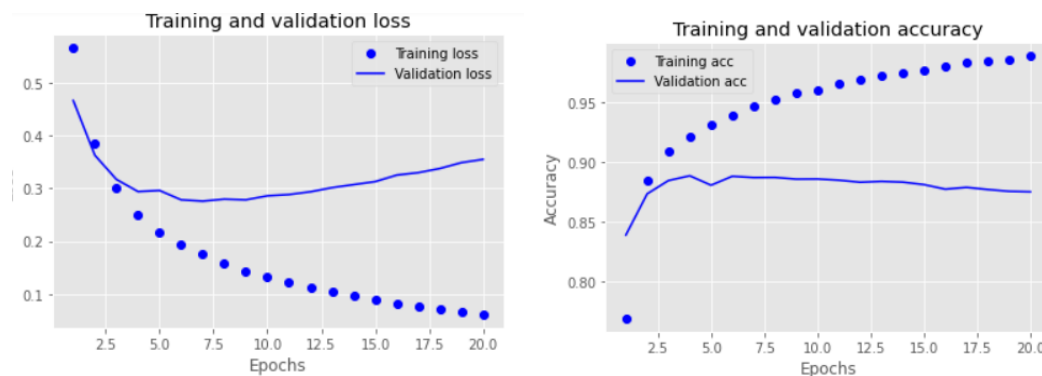 Training and validation loss
Training loss
Validation loss
0.5
0.4
0.3
0.2
0.1
2.5 5.0 7.5 10.0 12.5 15.0 17.5 20.0
Epochs
Training and validation accuracy
Training acc
Validation acc
0.95
0.90
0.85
0.80
Accuracy
2.5 5.0 7.5 10.0 12.5 15.0 17.5 20.0
Epochs